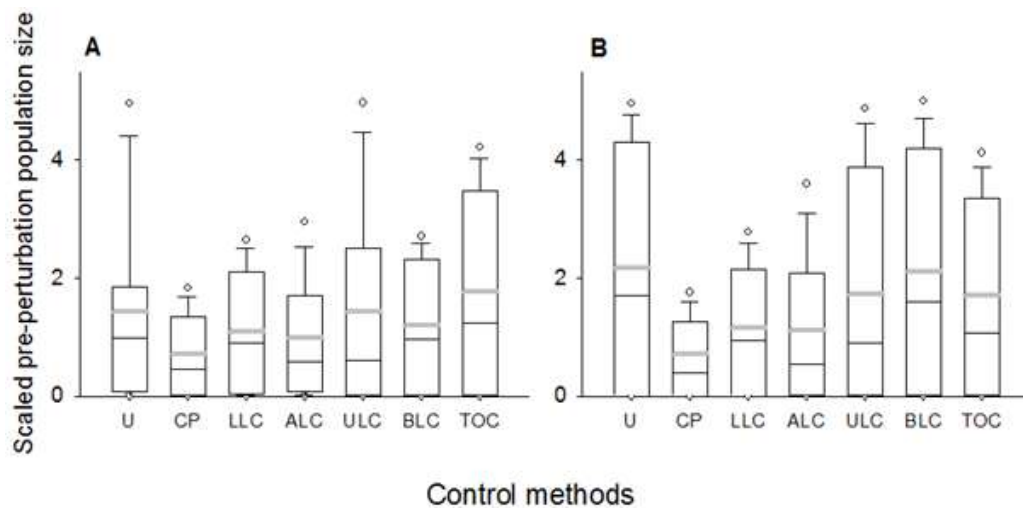 A
B
Scaled pre-perturbation population size
4
2
0
U CP LLC ALC ULC BLC TOC
4
2
0
U CP LLC ALC ULC BLC TOC
Control methods